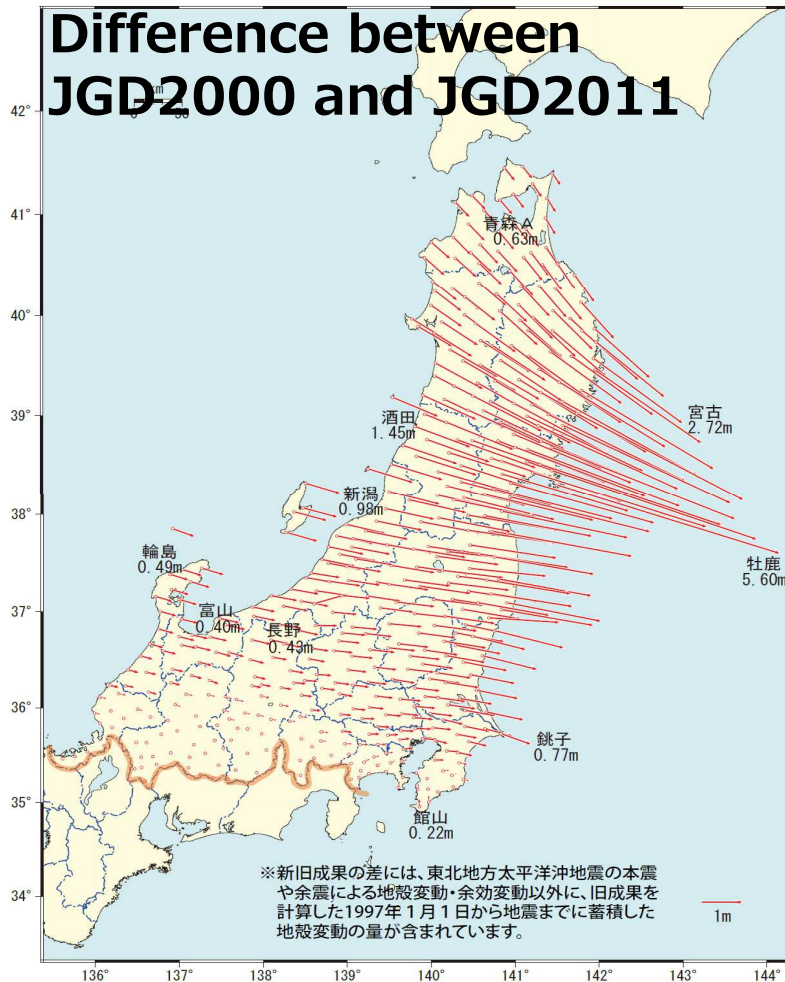 Difference between
JGD2000 and JGD2011
km
0 50
42°
41°
青森A
0.63m
40°
39°
宮古
2.72m
酒田
1.45m
新潟
0.98m
38°
輪島
0.49m
牡鹿
5.60m
37°
富山
0.40m
長野
0.43m
36°
銚子
0.77m
35°
館山
0.22m
34°
※新旧成果の差には、東北地方太平洋沖地震の本震
や余震による地殻変動・余効変動以外に、旧成果を
計算した1997年1月1日から地震までに蓄積した
地殻変動の量が含まれています。
1m
136° 137° 138° 139° 140° 141° 142° 143° 144°